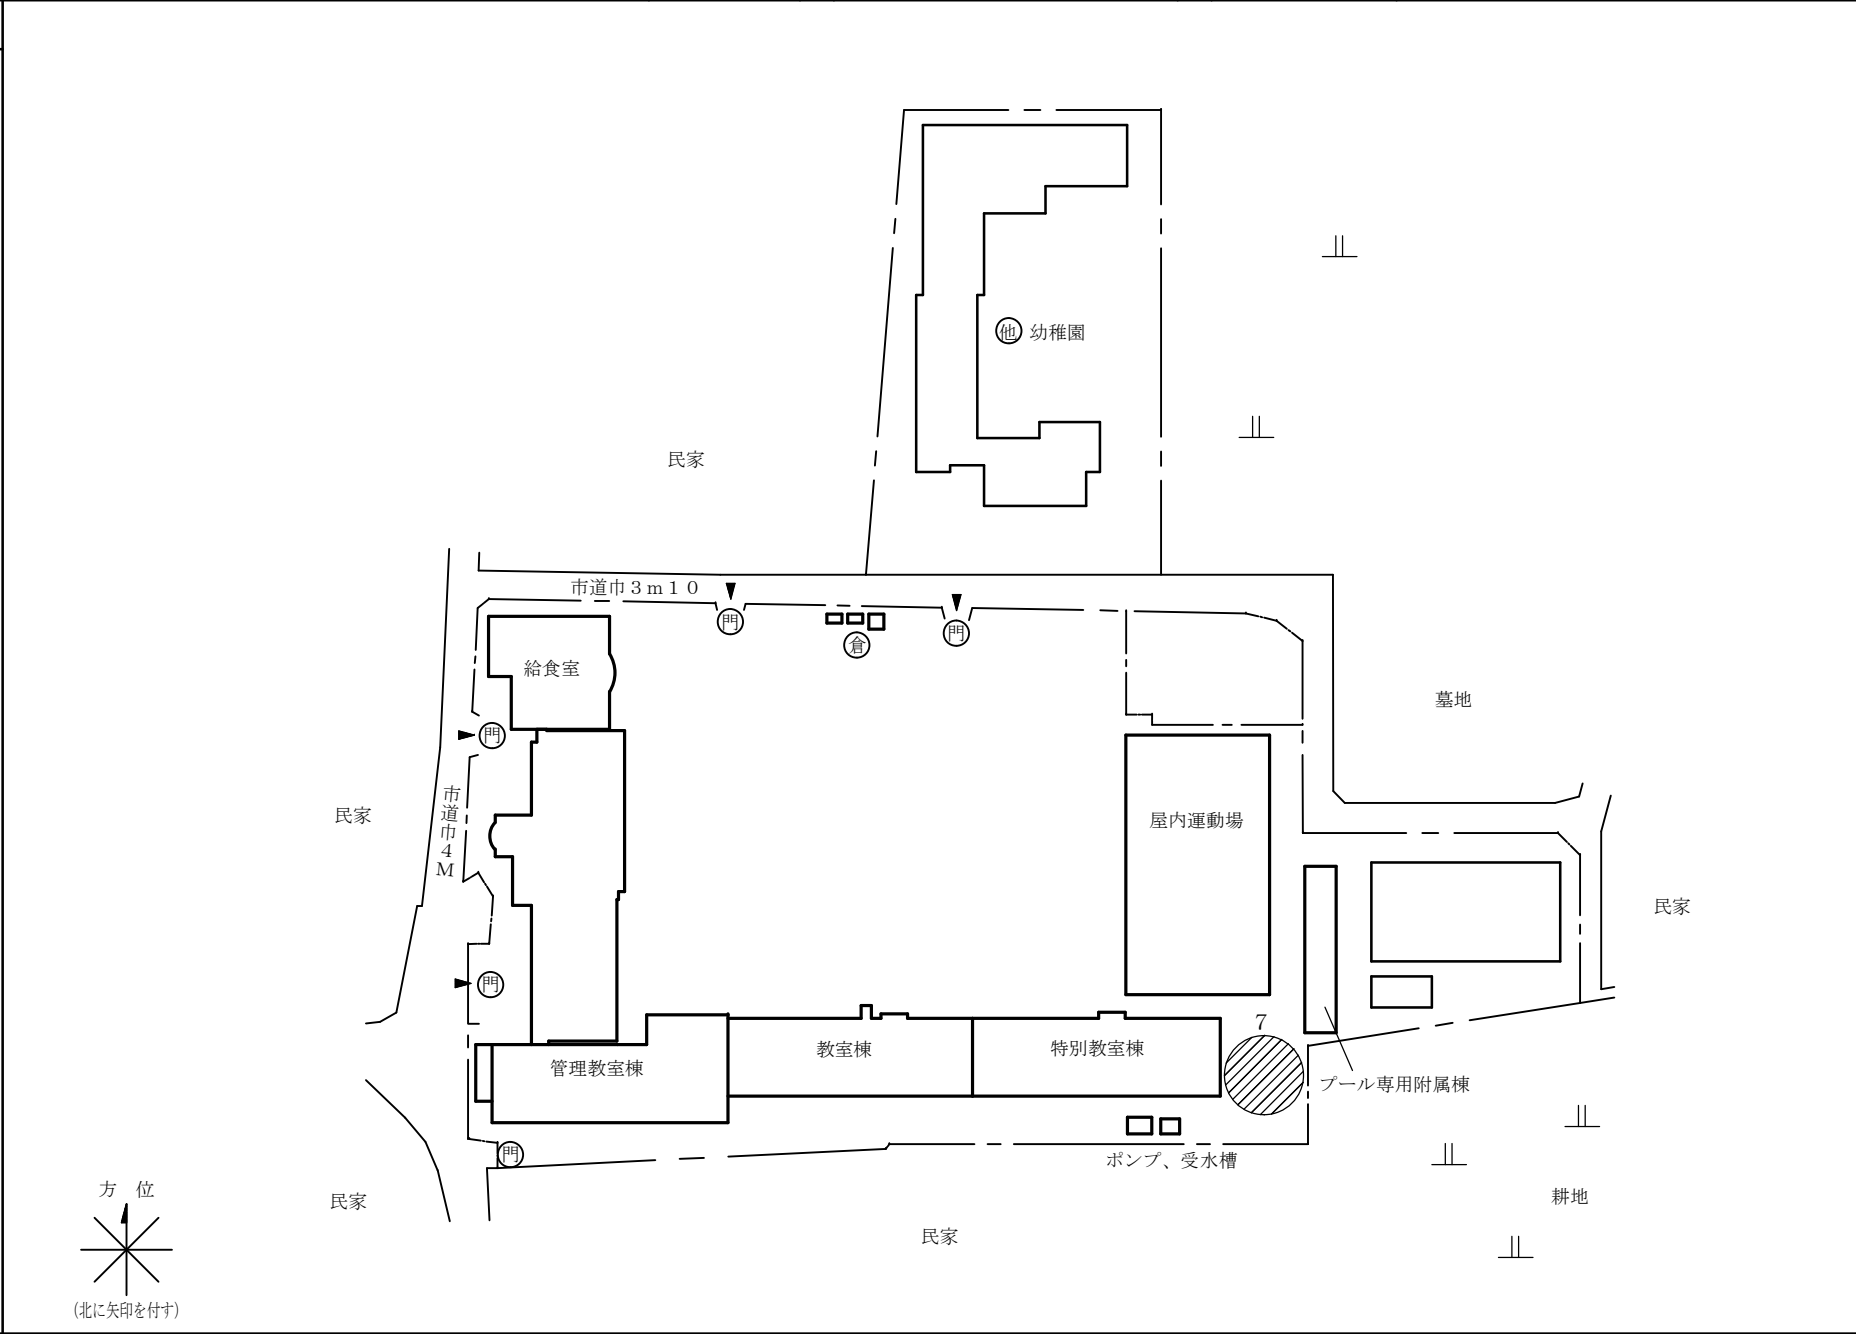 他 幼稚園
民家
市道巾３ｍ１０
門
倉
門
給食室
墓地
門
市道巾４Ｍ
民家
屋内運動場
民家
門
7
管理教室棟
教室棟
特別教室棟
プール専用附属棟
門
ポンプ、受水槽
方　位
民家
耕地
民家
(北に矢印を付す)